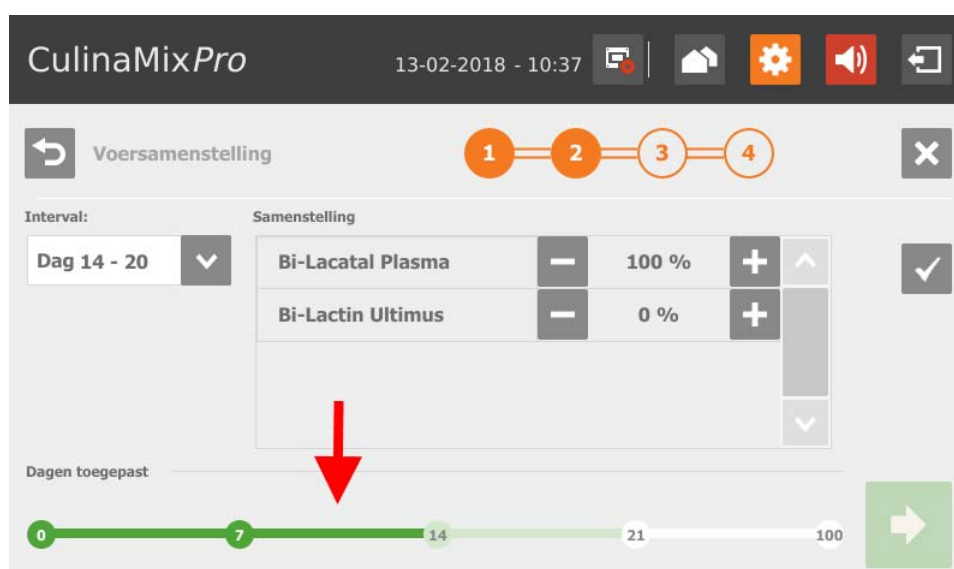 CulinaMixPro
13-02-2018 - 10:37
Voersamenstelling
1 2 3 4
Interval:
Samenstelling
Dag 14 - 20
Bi-Lacatal Plasma 100 %
Bi-Lactin Ultimus 0 %
Dagen toegepast
0 7 14 21 100